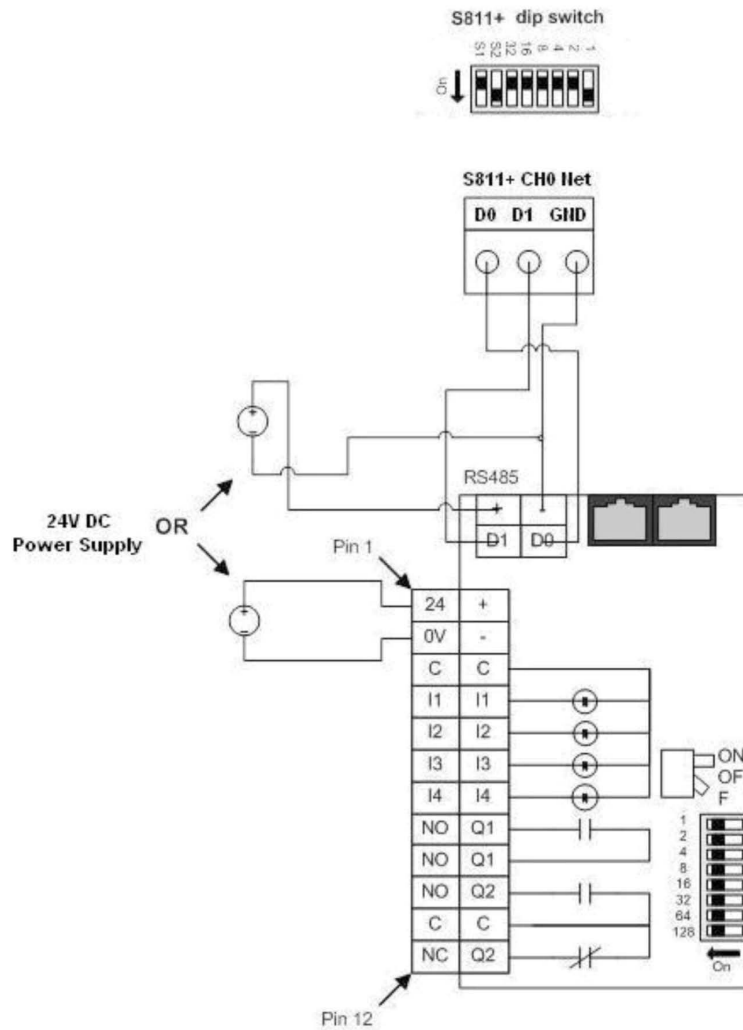 S811+ dip switch
S1 S2 32 16 8 4 2 1
On
S811+ CH0 Net
D0 D1 GND
+
-
RS485
+ -
D1 D0
24V DC
Power Supply
OR
Pin 1
+
-
24 +
0V -
C C
I1 I1
I2 I2
I3 I3
I4 I4
NO Q1
NO Q1
NO Q2
C C
NC Q2
ON
OF
F
1
2
4
8
16
32
64
128
On
Pin 12